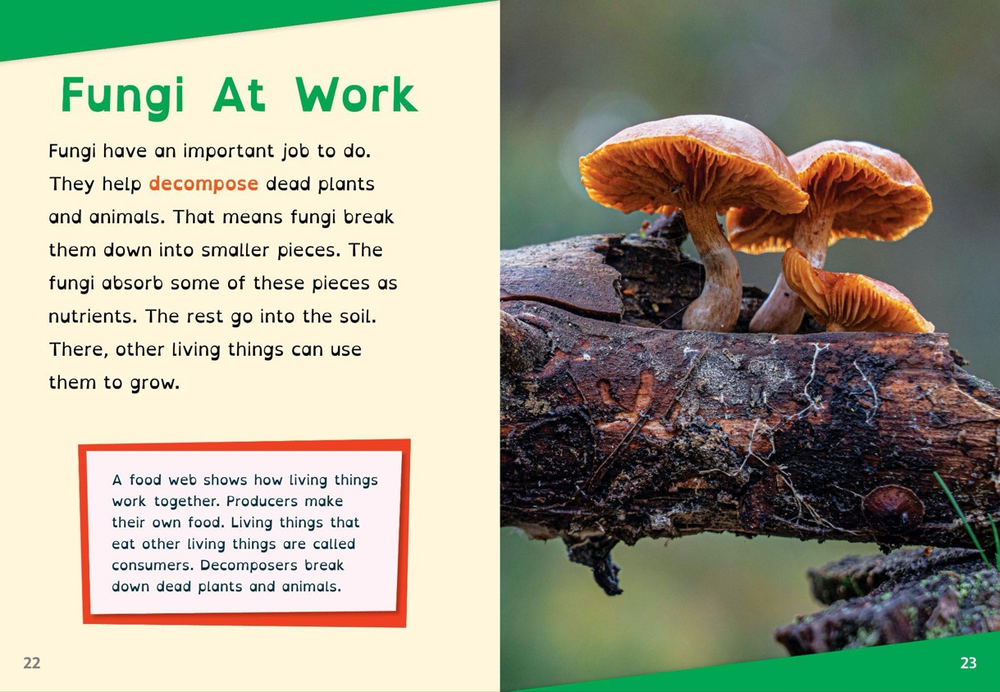 Fungi At Work
Fungi have an important job to do.
They help decompose dead plants
and animals. That means fungi break
them down into smaller pieces. The
fungi absorb some of these pieces as
nutrients. The rest go into the soil.
There, other living things can use
them to grow.
A food web shows how living things
work together. Producers make
their own food. Living things that
eat other living things are called
consumers. Decomposers break
down dead plants and animals.
22
23